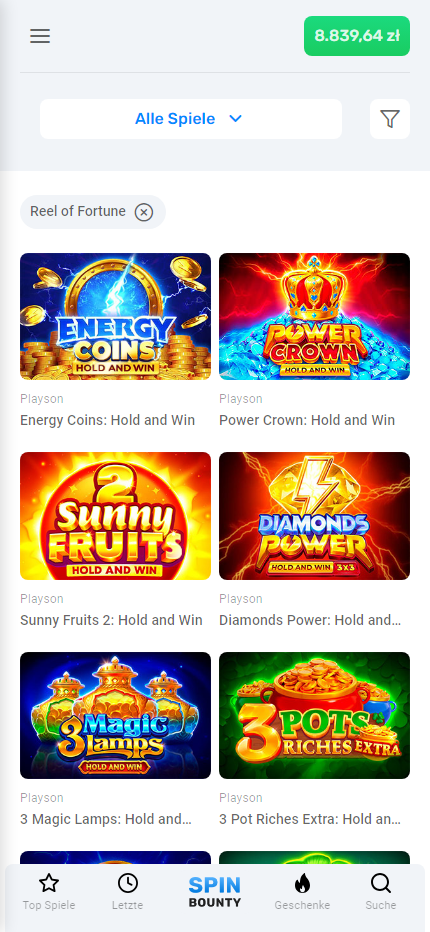 8.839,64 zł
Alle Spiele
Reel of Fortune
ENERGY
COINS
HOLD AND WIN
POWER
CROWN
HOLD AND WIN
Playson
Energy Coins: Hold and Win
Playson
Power Crown: Hold and Win
2
Sunny
FRUITS
HOLD AND WIN
DIAMONDS
POWER
HOLD AND WIN 3X3
Playson
Sunny Fruits 2: Hold and Win
Playson
Diamonds Power: Hold and...
3 Magic
Lamps
HOLD AND WIN
3 POTS
RICHES EXTRA
Playson
3 Magic Lamps: Hold and...
Playson
3 Pot Riches Extra: Hold an...
Top Spiele
Letzte
SPIN
BOUNTY
Geschenke
Suche